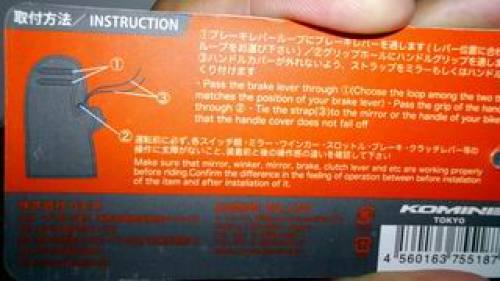 取付方法／INSTRUCTION
①ブレーキレバーループにブレーキレバーを通します(レバー位置に合
ループをお選び下さい)／②グリップホールにハンドルグリップを通しま
③ハンドルカバーが外れないよう、ストラップをミラーもしくはハンド
くり付けます
・Pass the brake lever through ①(Choose the loop among the two
matches the position of your brake lever)・Pass the grip of the ha
through ②・Tie the strap(③)to the mirror or the handle of your bike
that the handle cover does not fall off
①
③
②
運転前に必ず、各スイッチ類・ミラー・ウインカー・スロットル・ブレーキ・クラッチレバー等の
操作に支障がないこと、装着前と後の操作感の違いを確認して下さい
Make sure that mirror, winker, mirror, brake, clutch lever and etc are working properly
before riding.Confirm the difference in the feeling of operation between before installation
of the item and after installation of it.
KOMINE
TOKYO
4 560163 755187